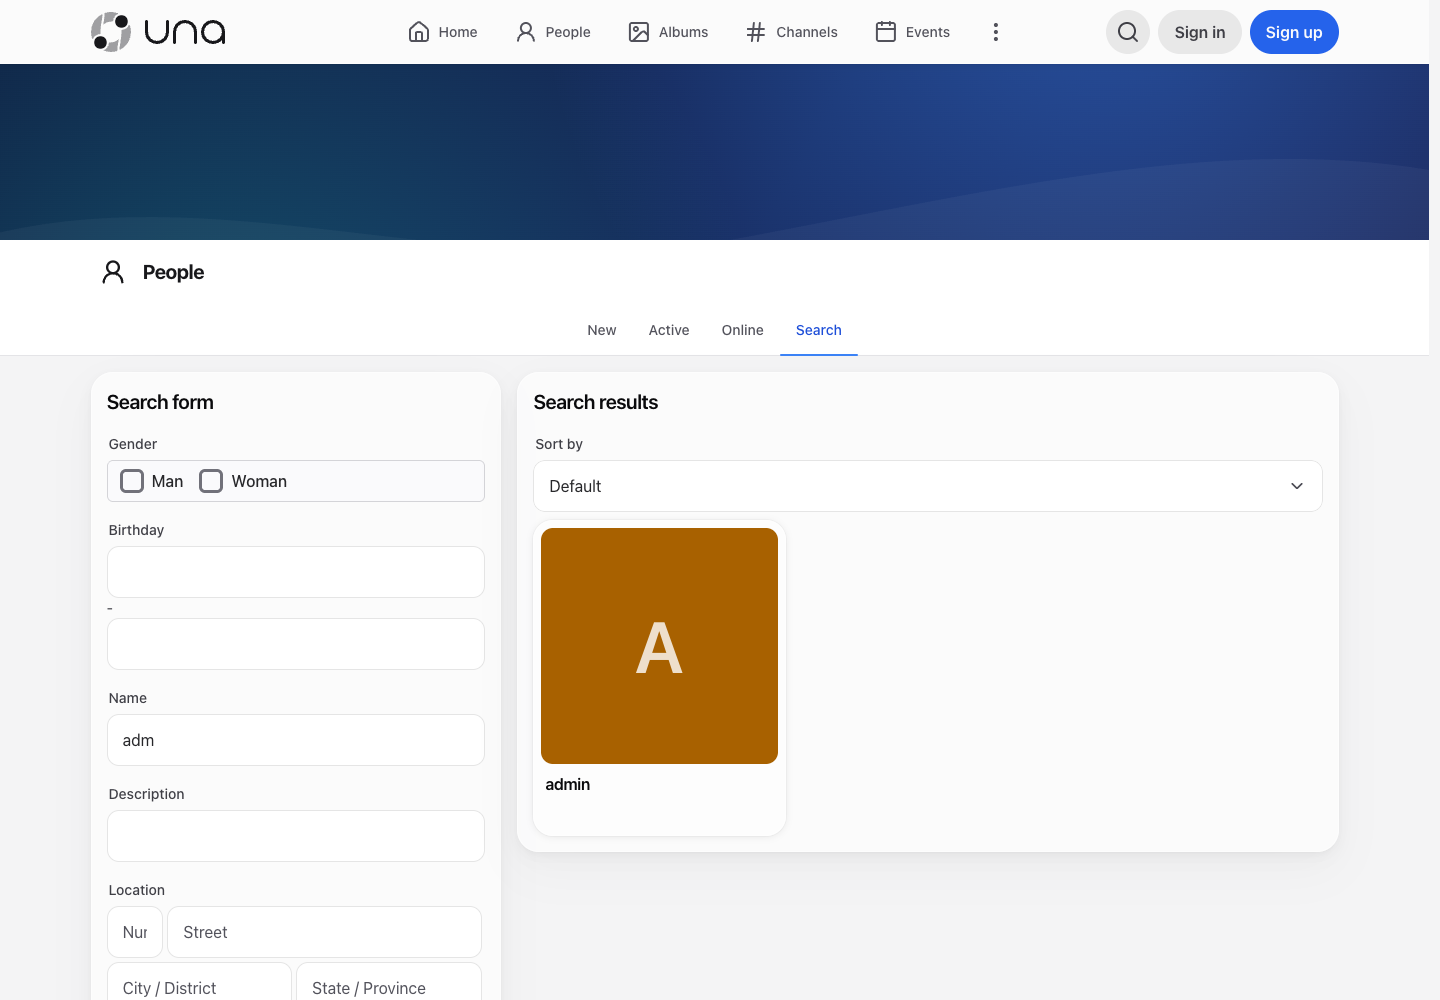 una
Home
People
Albums
Channels
Events
Sign in
Sign up
People
New
Active
Online
Search
Search form
Gender
Man
Woman
Birthday
-
Name
adm
Description
Location
Nur
Street
City / District
State / Province
Search results
Sort by
Default
A
admin